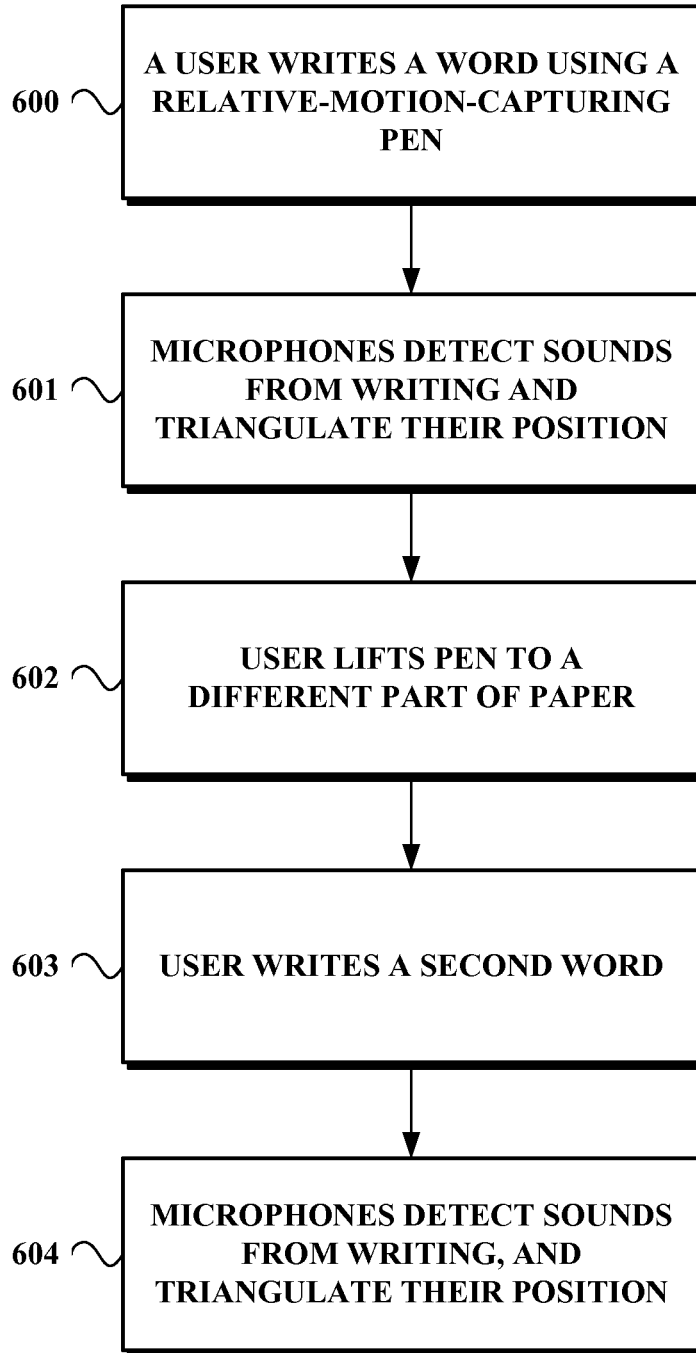 600
A USER WRITES A WORD USING A
RELATIVE-MOTION-CAPTURING
PEN
601
MICROPHONES DETECT SOUNDS
FROM WRITING AND
TRIANGULATE THEIR POSITION
602
USER LIFTS PEN TO A
DIFFERENT PART OF PAPER
603
USER WRITES A SECOND WORD
604
MICROPHONES DETECT SOUNDS
FROM WRITING, AND
TRIANGULATE THEIR POSITION